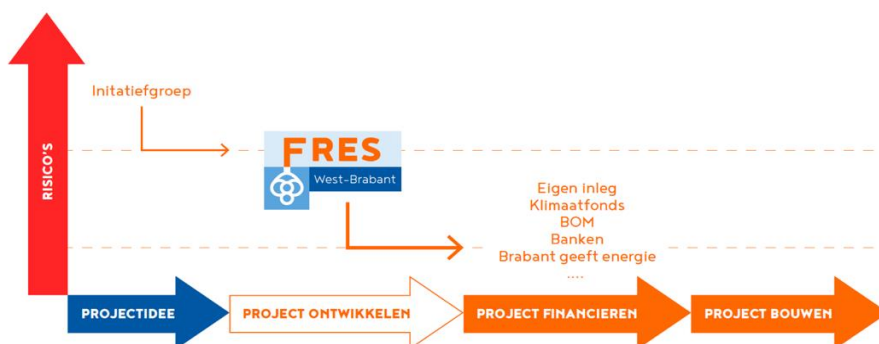 RISICO'S
Initatiefgroep
FRES
West-Brabant
Eigen inleg
Klimaatfonds
BOM
Banken
Brabant geeft energie
....
PROJECTIDEE
PROJECT ONTWIKKELEN
PROJECT FINANCIEREN
PROJECT BOUWEN